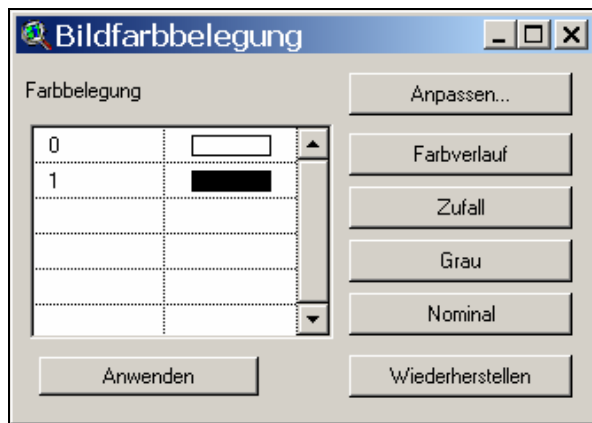 Bildfarbbelegung
Farbbelegung
Anpassen...
0
Farbverlauf
1
Zufall
Grau
Nominal
Anwenden
Wiederherstellen